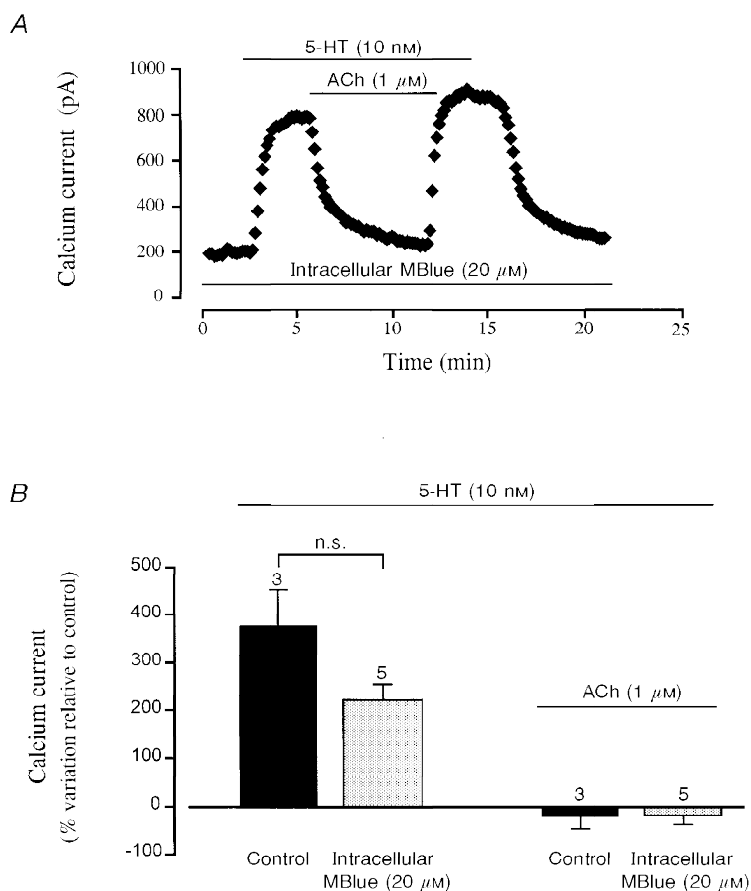 A
5-HT (10 nM)
ACh (1 μM)
Calcium current (pA)
1000
800
600
400
200
0
Intracellular MBlue (20 μM)
0
5
10
15
20
25
Time (min)
B
5-HT (10 nM)
n.s.
Calcium current
(% variation relative to control)
500
400
300
200
100
0
-100
3
5
ACh (1 μM)
3
5
Control
Intracellular
MBlue (20 μM)
Control
Intracellular
MBlue (20 μM)